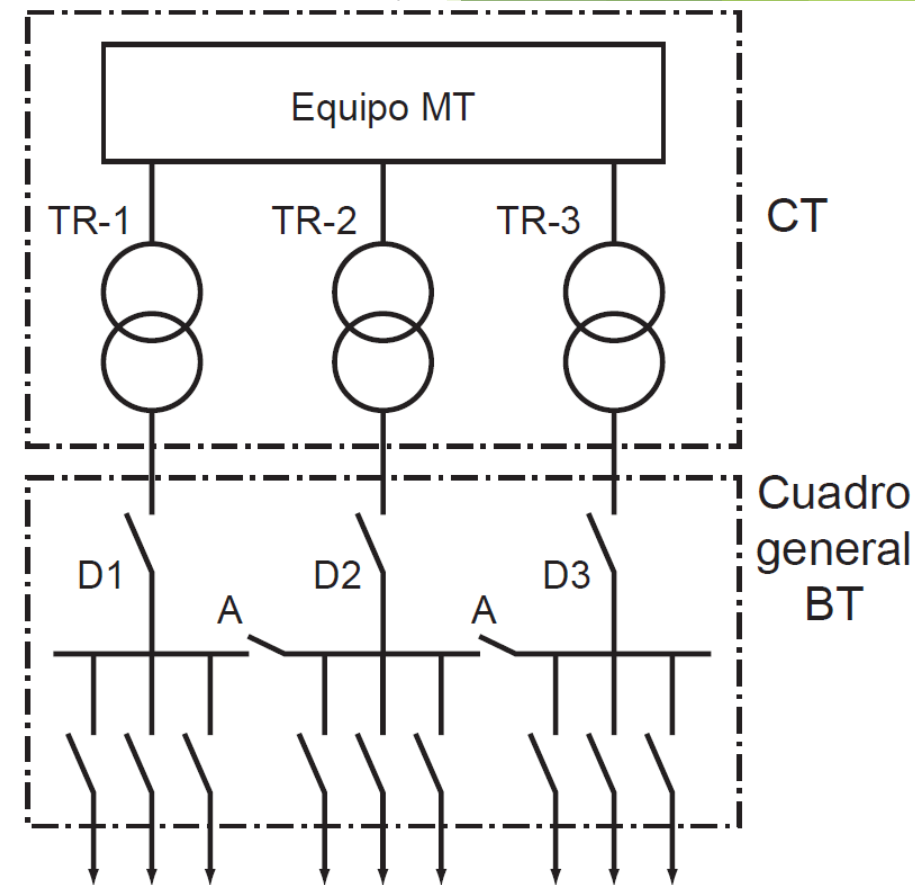 Equipo MT
TR-1
TR-2
TR-3
CT
Cuadro
general
BT
D1
D2
D3
A
A